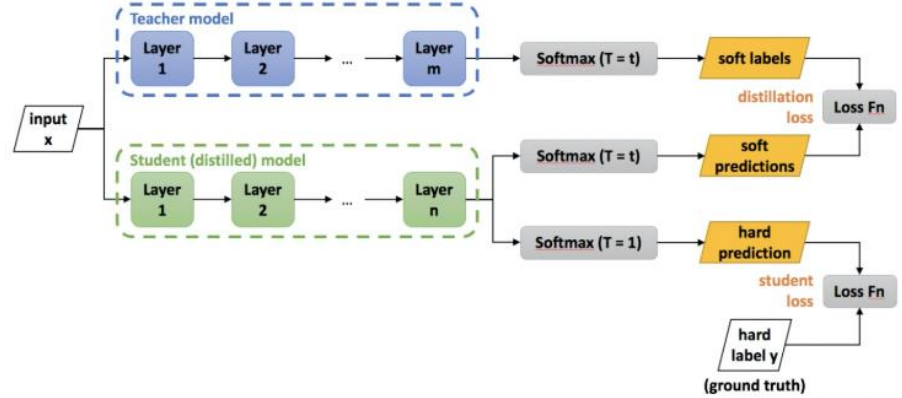 Teacher model
Layer
1
Layer
2
...
Layer
m
Softmax (T = t)
soft labels
distillation
loss
Loss Fn
input
x
Student (distilled) model
Layer
1
Layer
2
...
Layer
n
Softmax (T = t)
soft
predictions
Softmax (T = 1)
hard
prediction
student
loss
Loss Fn
hard
label y
(ground truth)